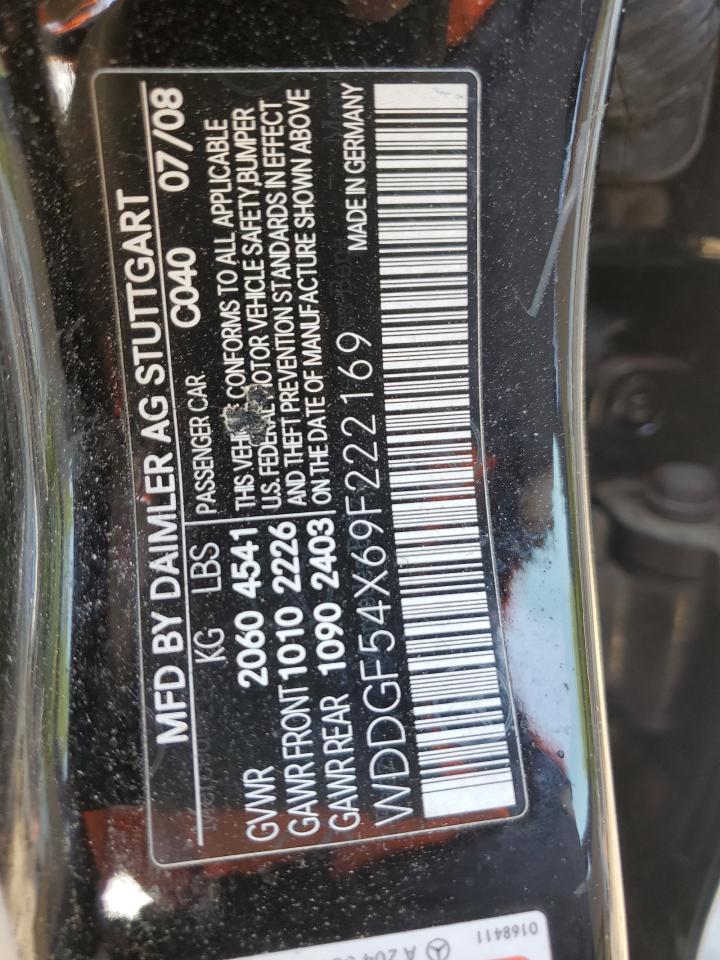 MFD BY DAIMLER AG STUTTGART
C040 07/08
KG LBS PASSENGER CAR
GVWR 2060 4541
GAWR FRONT 1010 2226
GAWR REAR 1090 2403
THIS VEHICLE CONFORMS TO ALL APPLICABLE
U.S. FEDERAL MOTOR VEHICLE SAFETY,BUMPER
AND THEFT PREVENTION STANDARDS IN EFFECT
ON THE DATE OF MANUFACTURE SHOWN ABOVE
WDDGF54X69F222169 MADE IN GERMANY
0168411
A 204